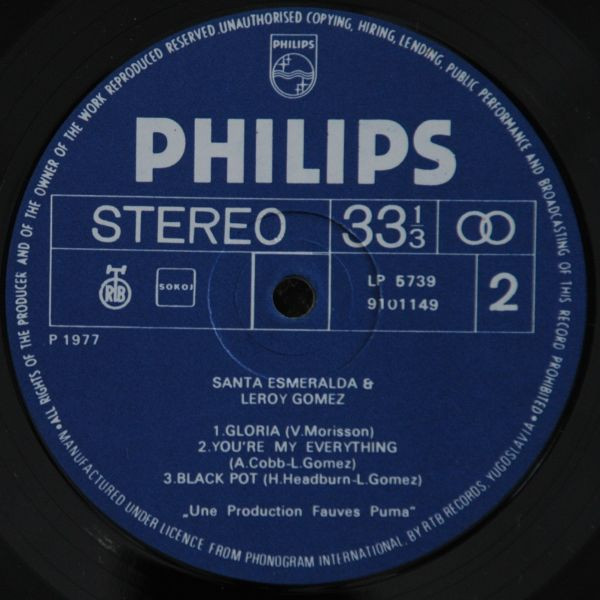 • ALL RIGHTS OF THE PRODUCER AND OF THE OWNER OF THE WORK REPRODUCED RESERVED. UNAUTHORISED COPYING, HIRING, LENDING, PUBLIC PERFORMANCE AND BROADCASTING OF THIS RECORD PROHIBITED •
PHILIPS
PHILIPS
STEREO 33 1/3
RTB SOKOJ LP 5739 2
9101149
P 1977
SANTA ESMERALDA &
LEROY GOMEZ
1.GLORIA (V.Morisson)
2.YOU'RE MY EVERYTHING
(A.Cobb-L.Gomez)
3.BLACK POT (H.Headburn-L.Gomez)
„Une Production Fauves Puma"
MANUFACTURED UNDER LICENCE FROM PHONOGRAM INTERNATIONAL, BY RTB RECORDS, YUGOSLAVIA